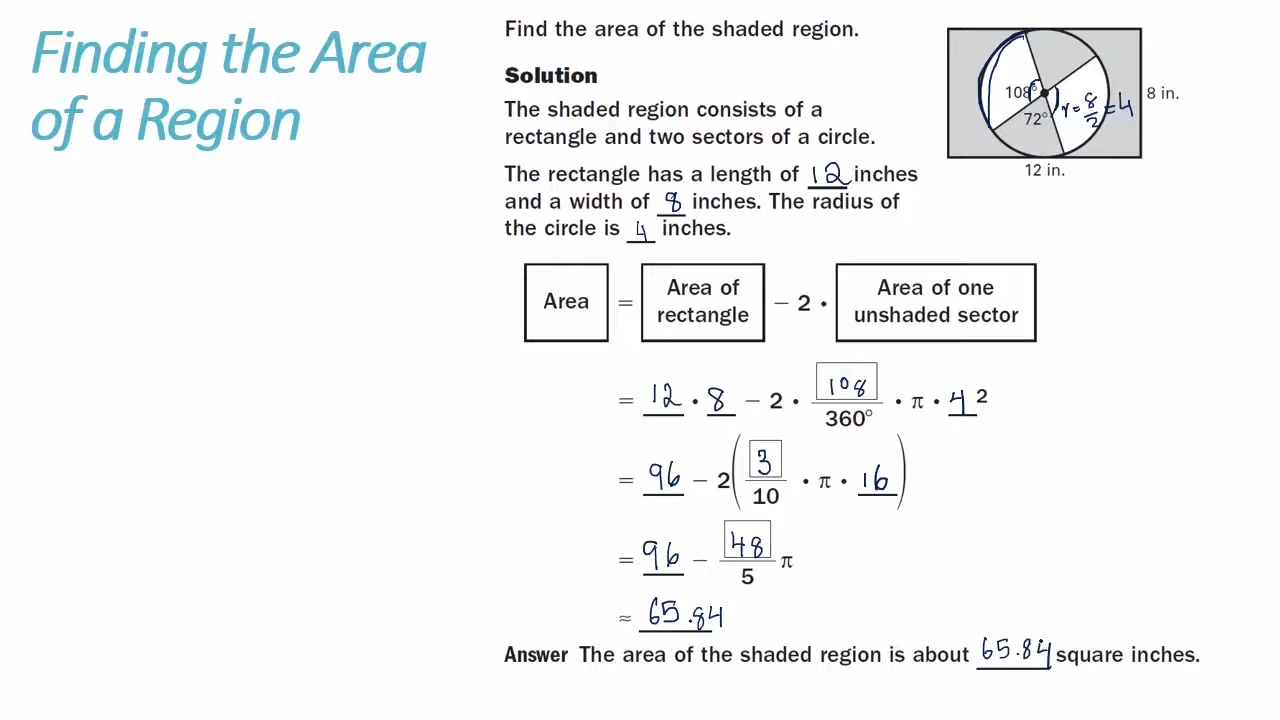 Finding the Area
of a Region
Find the area of the shaded region.
Solution
The shaded region consists of a
rectangle and two sectors of a circle.
The rectangle has a length of 12 inches
and a width of 8 inches. The radius of
the circle is 4 inches.
108°
72°
r = 8/2 = 4
8 in.
12 in.
Area = Area of rectangle − 2 • Area of one unshaded sector
= 12 • 8 − 2 • 108/360° • π • 4²
= 96 − 2(3/10 • π • 16)
= 96 − 48/5 π
≈ 65.84
Answer The area of the shaded region is about 65.84 square inches.